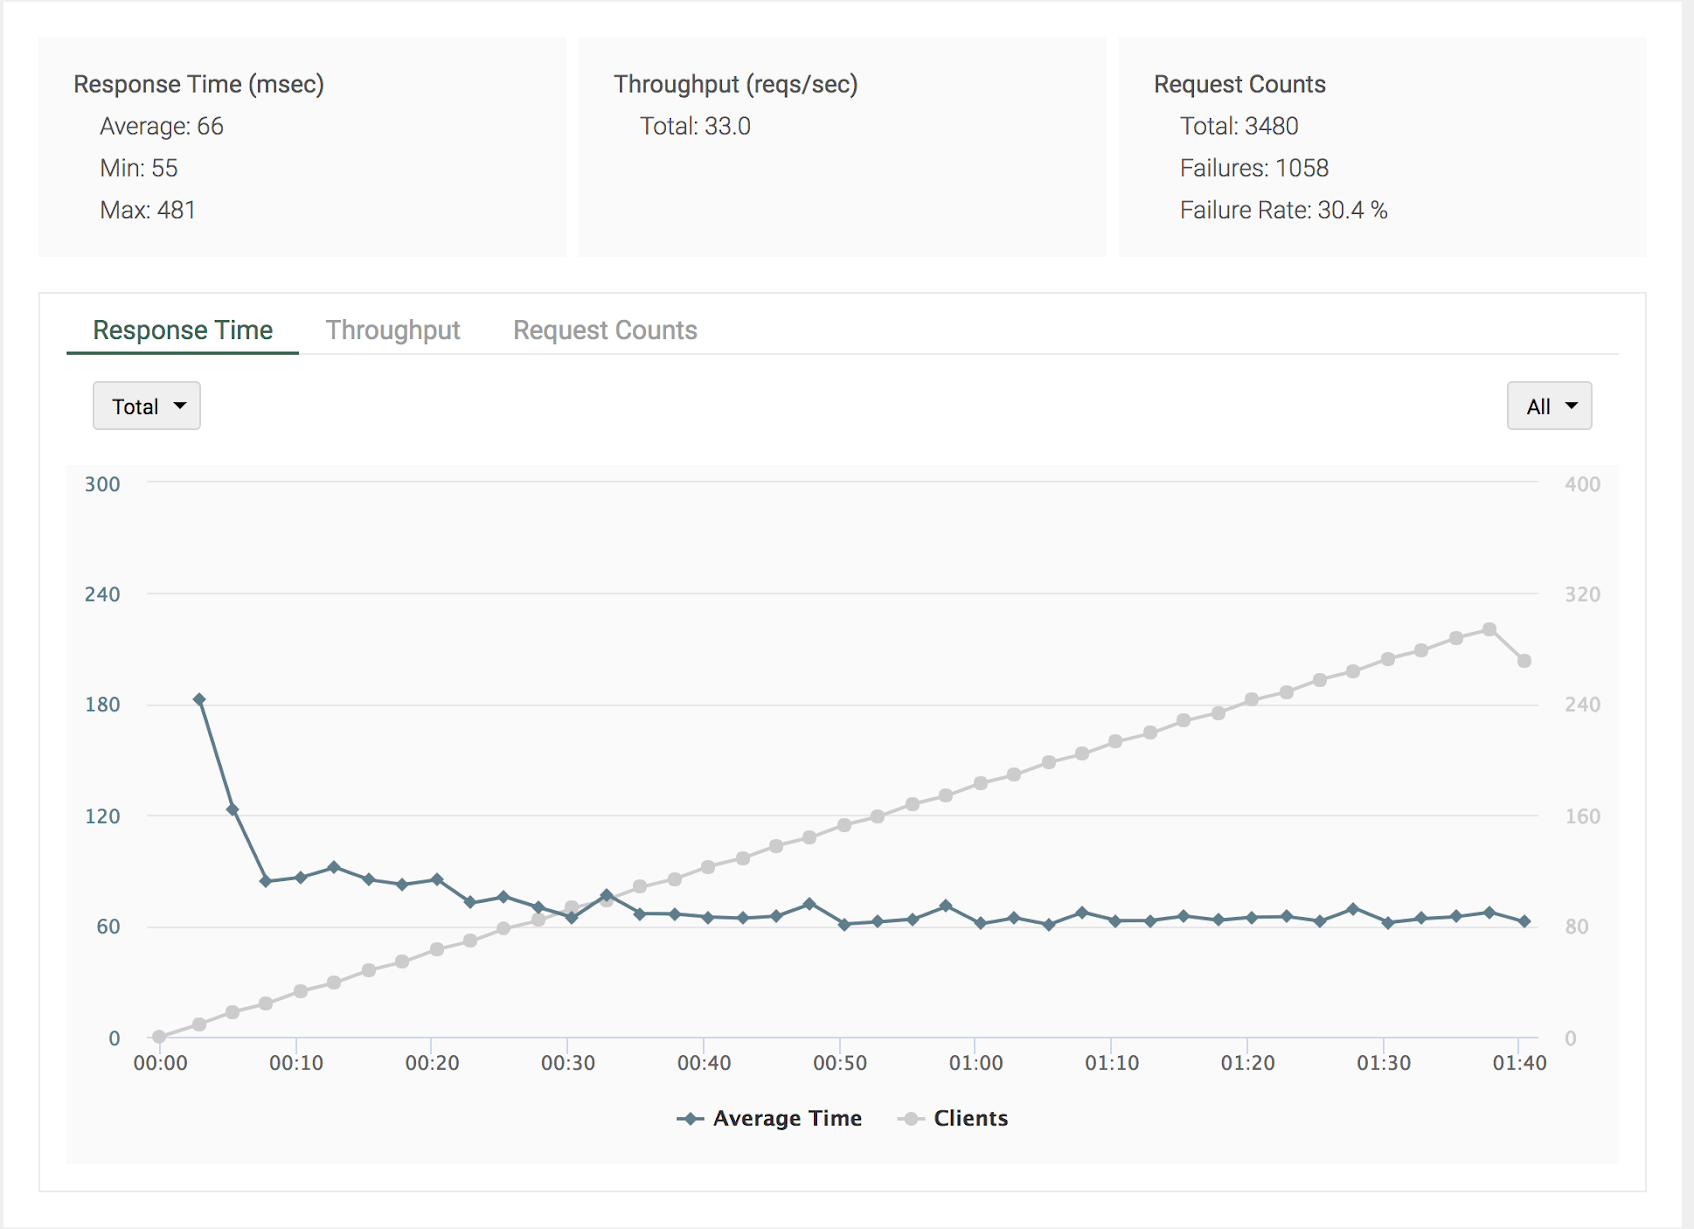 Response Time (msec)
Average: 66
Min: 55
Max: 481
Throughput (reqs/sec)
Total: 33.0
Request Counts
Total: 3480
Failures: 1058
Failure Rate: 30.4 %
Response Time Throughput Request Counts
Total All
300 400
240 320
180 240
120 160
60 80
0 0
00:00 00:10 00:20 00:30 00:40 00:50 01:00 01:10 01:20 01:30 01:40
Average Time Clients